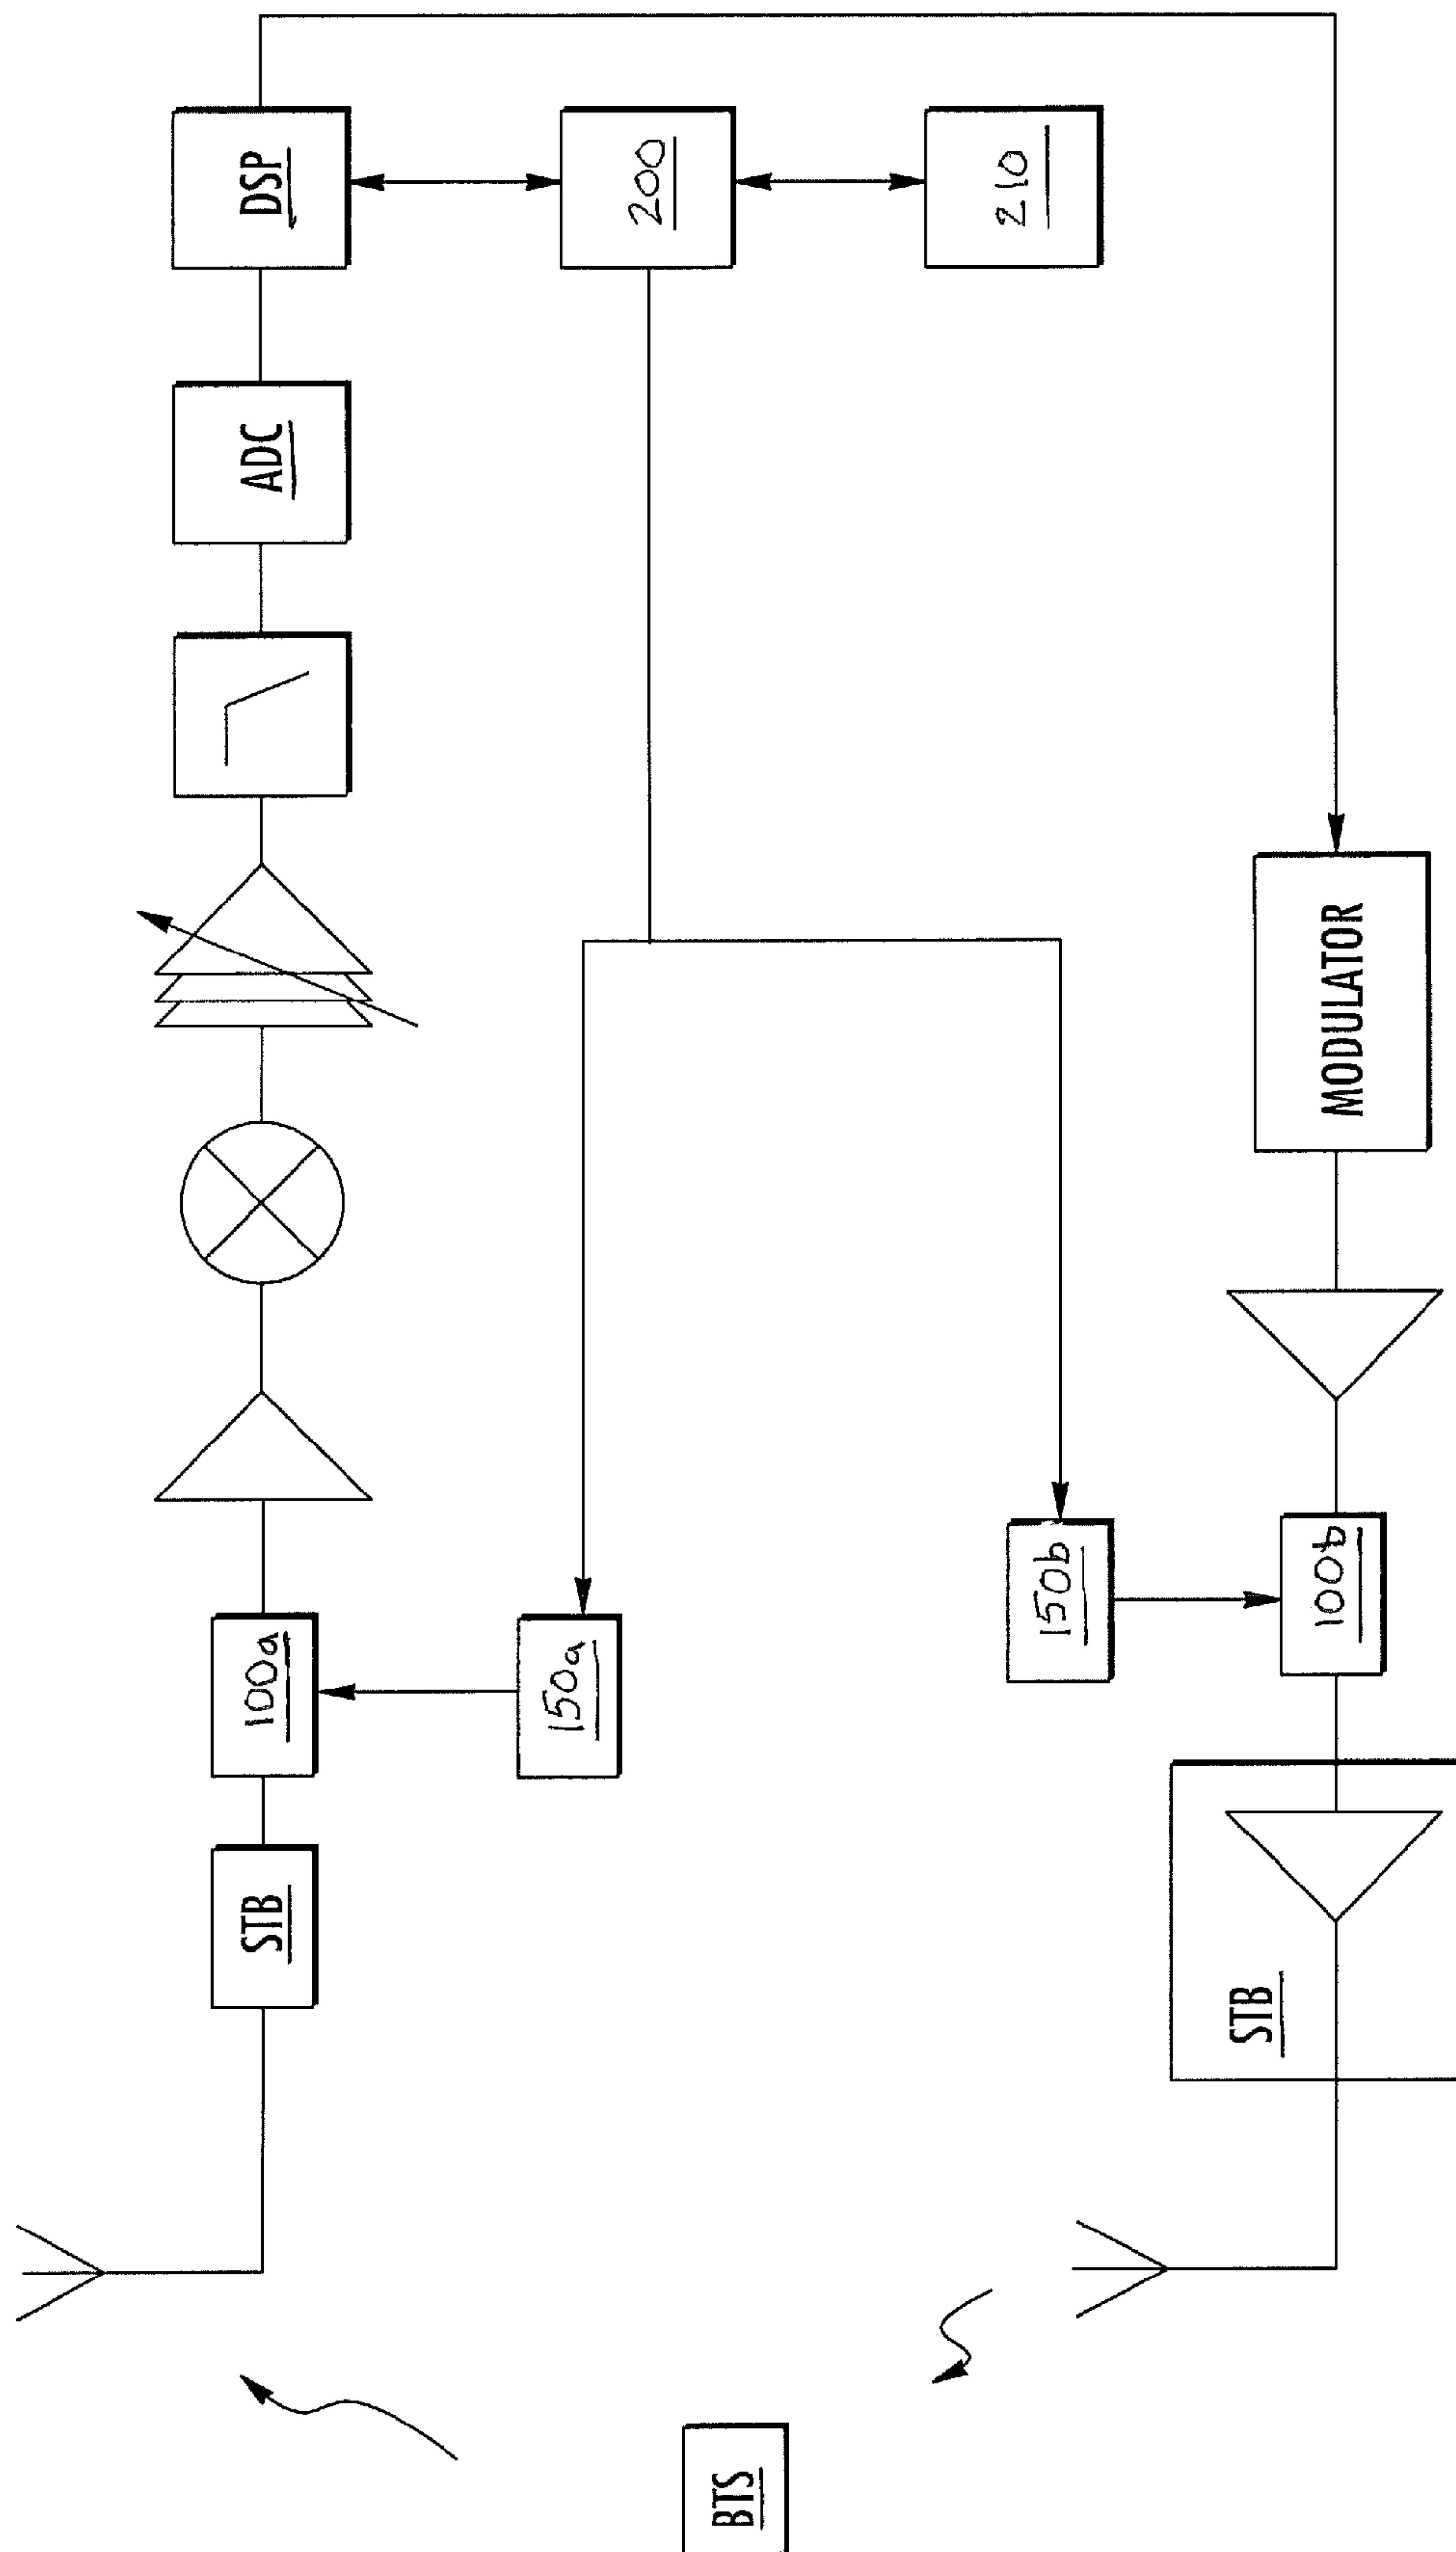 STB
100a
ADC
DSP
150a
200
BTS
150b
210
STB
100b
MODULATOR